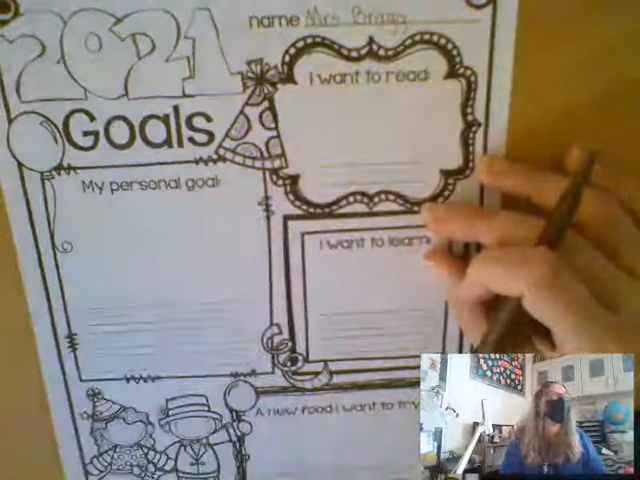 2021
name Mrs. Bragg
I want to read:
Goals
My personal goal:
I want to learn:
A new food I want to try